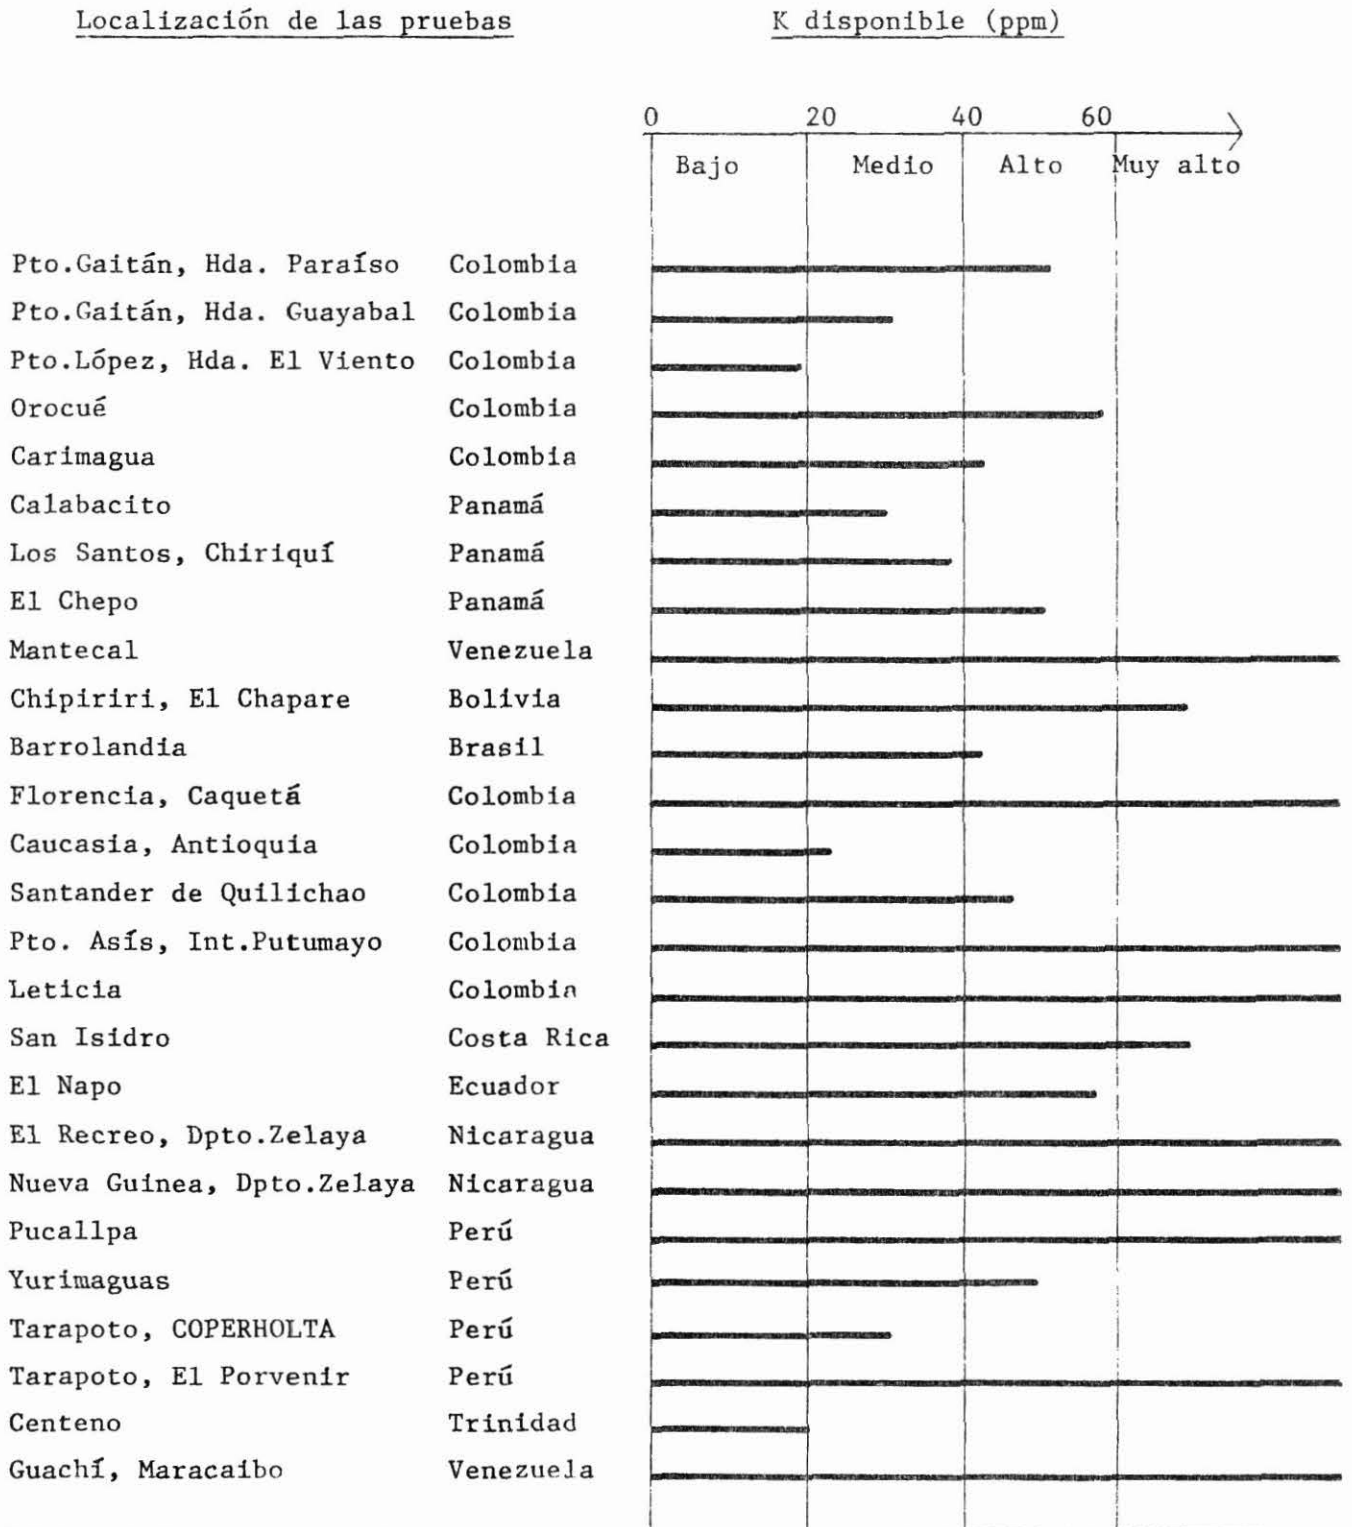 Localización de las pruebas K disponible (ppm)
0 20 40 60
Bajo Medio Alto Muy alto
Pto.Gaitán, Hda. Paraíso Colombia
Pto.Gaitán, Hda. Guayabal Colombia
Pto.López, Hda. El Viento Colombia
Orocué Colombia
Carimagua Colombia
Calabacito Panamá
Los Santos, Chiriquí Panamá
El Chepo Panamá
Mantecal Venezuela
Chipiriri, El Chapare Bolivia
Barrolandia Brasil
Florencia, Caquetá Colombia
Caucasia, Antioquia Colombia
Santander de Quilichao Colombia
Pto. Asís, Int.Putumayo Colombia
Leticia Colombia
San Isidro Costa Rica
El Napo Ecuador
El Recreo, Dpto.Zelaya Nicaragua
Nueva Guinea, Dpto.Zelaya Nicaragua
Pucallpa Perú
Yurimaguas Perú
Tarapoto, COPERHOLTA Perú
Tarapoto, El Porvenir Perú
Centeno Trinidad
Guachí, Maracaibo Venezuela